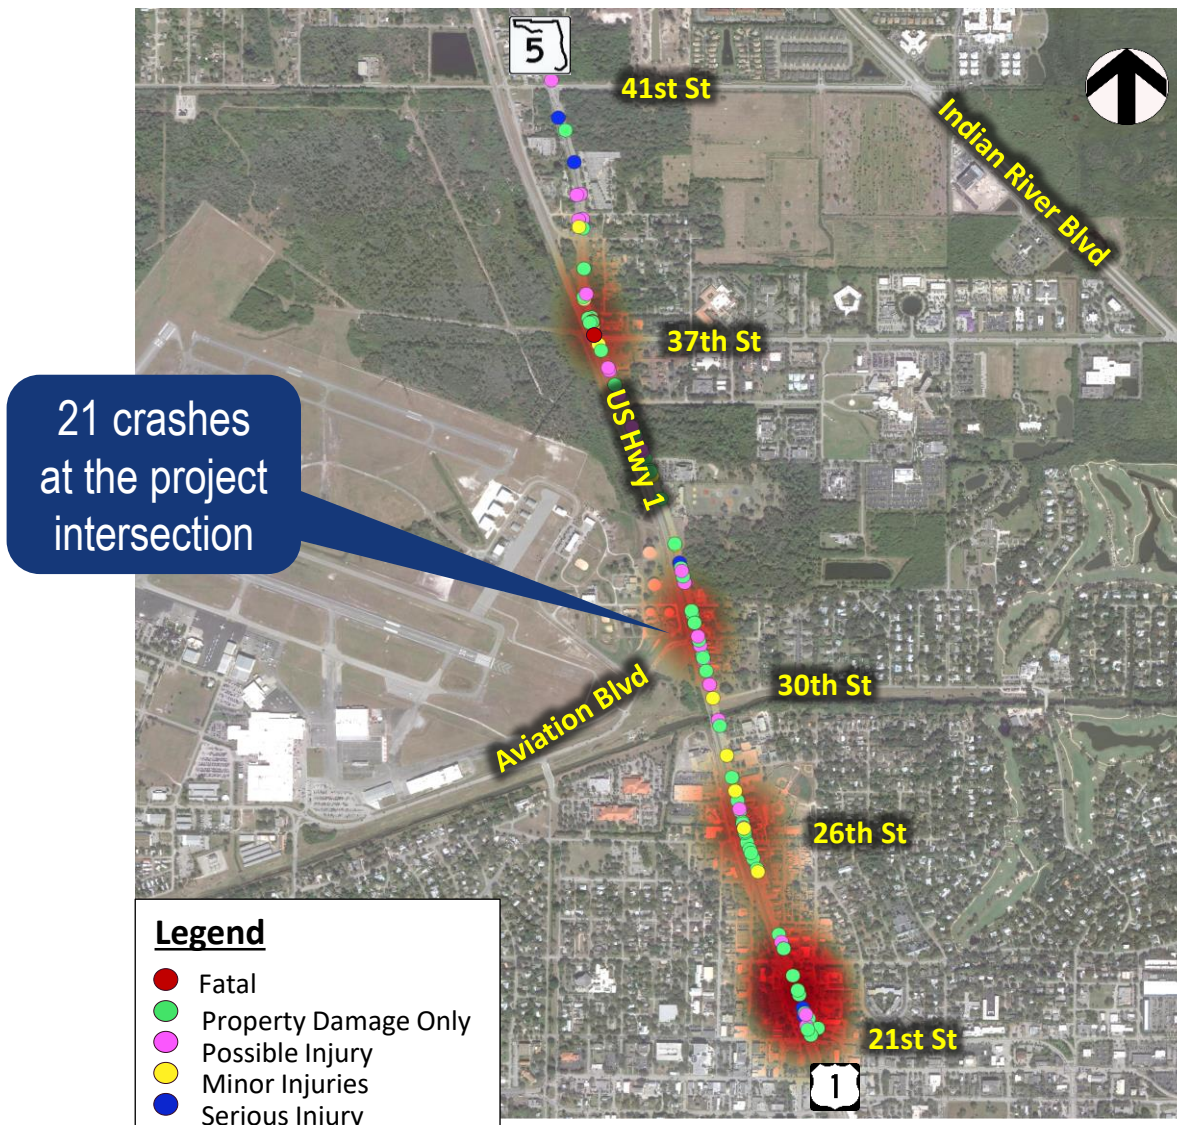 5
41st St
Indian River Blvd
37th St
US Hwy 1
21 crashes
at the project
intersection
30th St
Aviation Blvd
26th St
21st St
1
Legend
Fatal
Property Damage Only
Possible Injury
Minor Injuries
Serious Injury